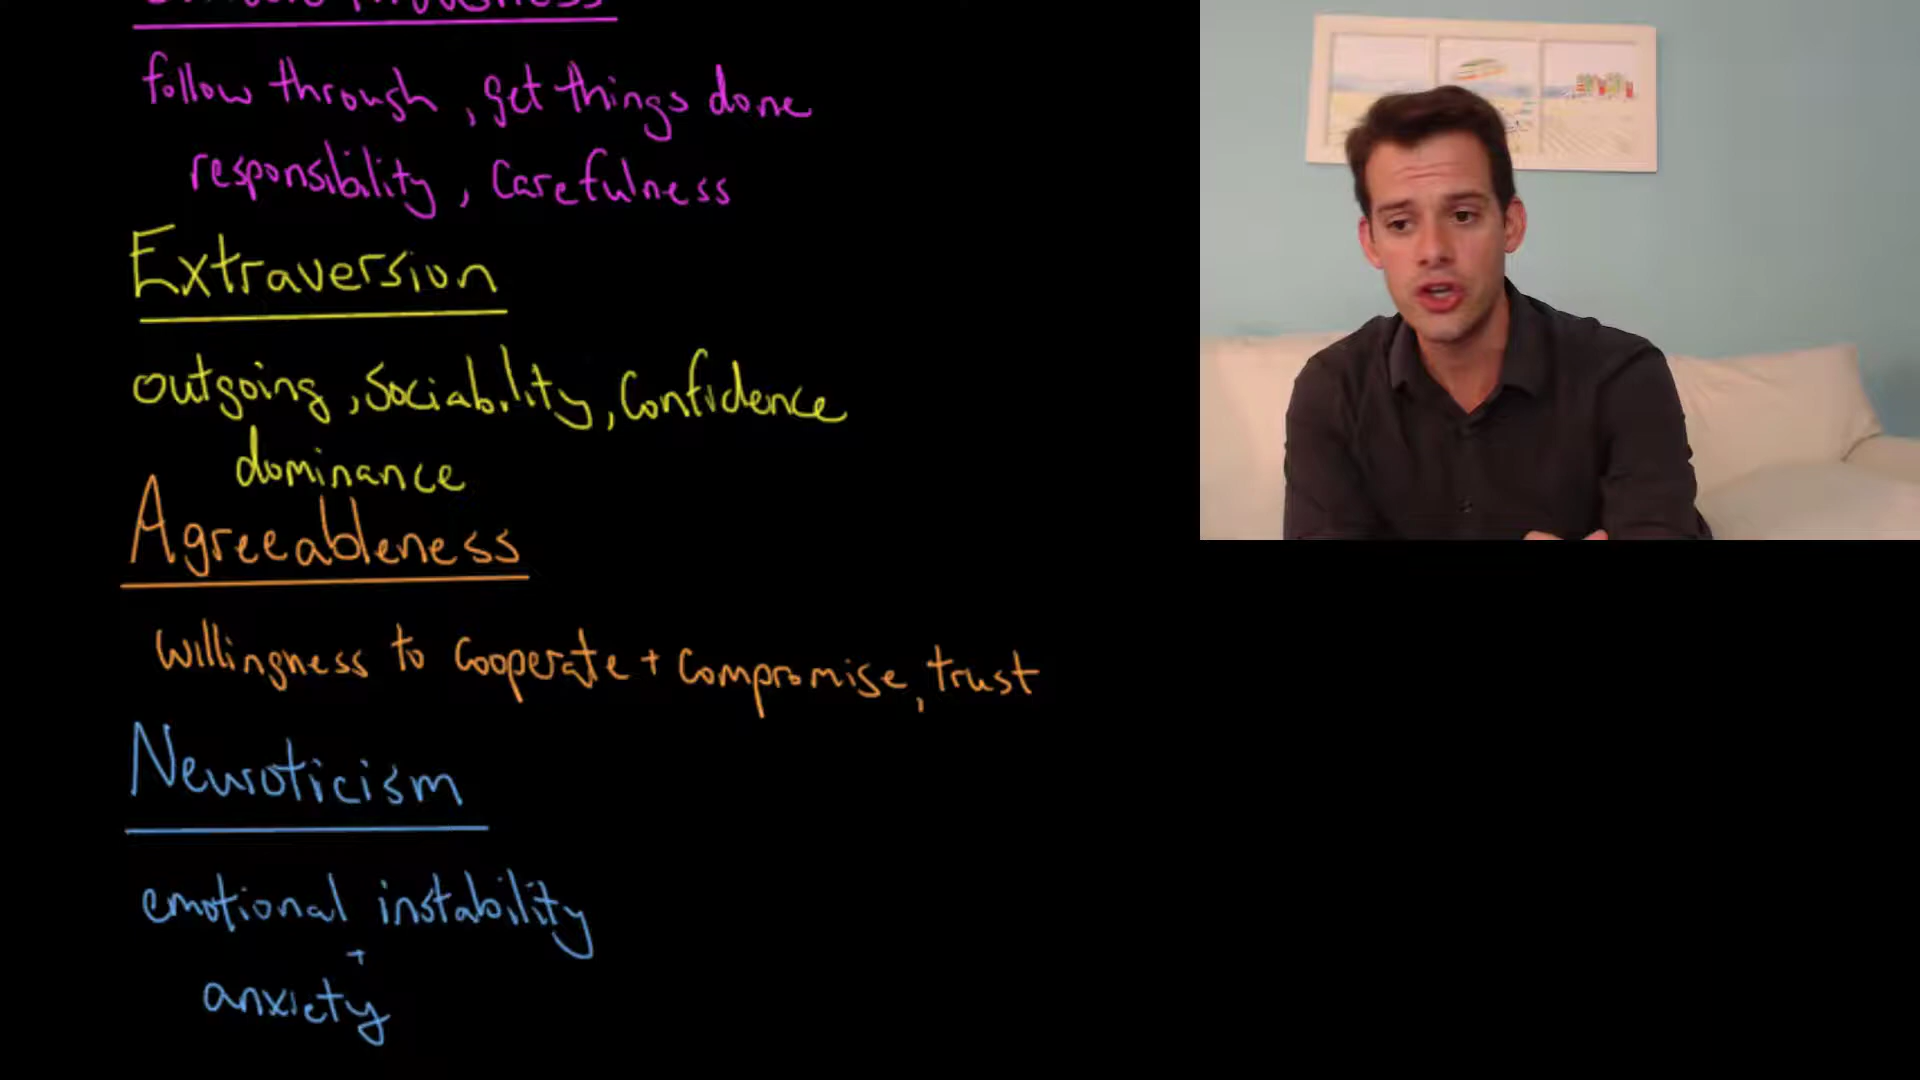 follow through, get things done
responsibility, Carefulness
Extraversion
outgoing, Sociability, Confidence
dominance
Agreeableness
Willingness to Cooperate + Compromise, trust
Neuroticism
emotional instability
+
anxiety